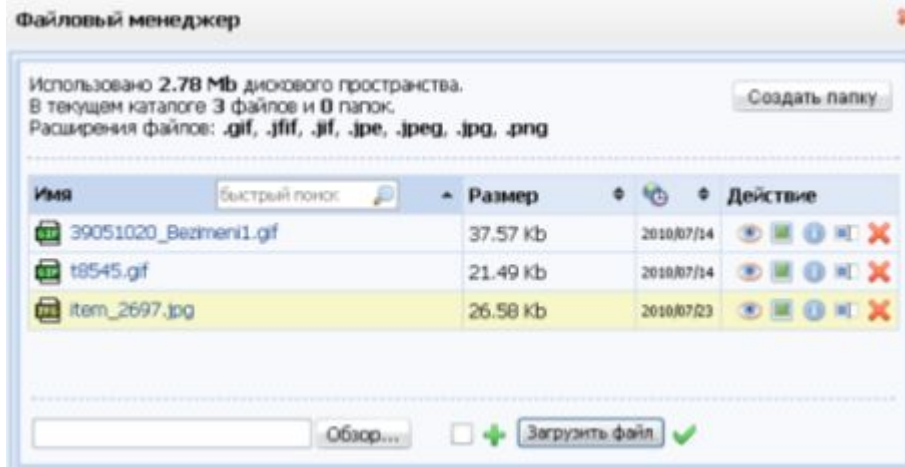 Файловый менеджер
Использовано 2.78 Mb дискового пространства.
В текущем каталоге 3 файлов и 0 папок.
Расширения файлов: .gif, .jfif, .jif, .jpe, .jpeg, .jpg, .png
Создать папку
Имя быстрый поиск Размер Действие
GIF 39051020_Bezimeni1.gif 37.57 Kb 2010/07/14
GIF t8545.gif 21.49 Kb 2010/07/14
JPG item_2697.jpg 26.58 Kb 2010/07/23
Обзор... Загрузить файл